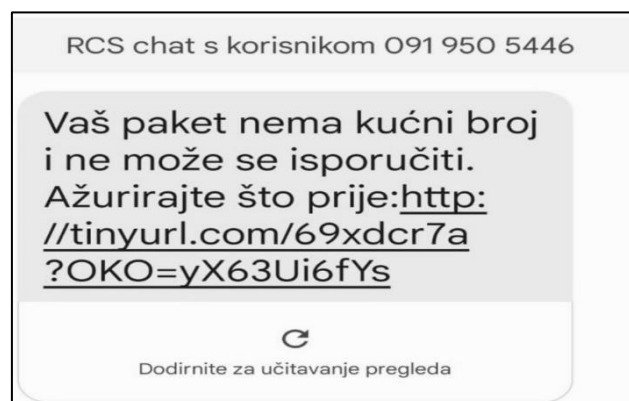 RCS chat s korisnikom 091 950 5446
Vaš paket nema kućni broj
i ne može se isporučiti.
Ažurirajte što prije:http:
//tinyurl.com/69xdcr7a
?OKO=yX63Ui6fYs
Dodirnite za učitavanje pregleda